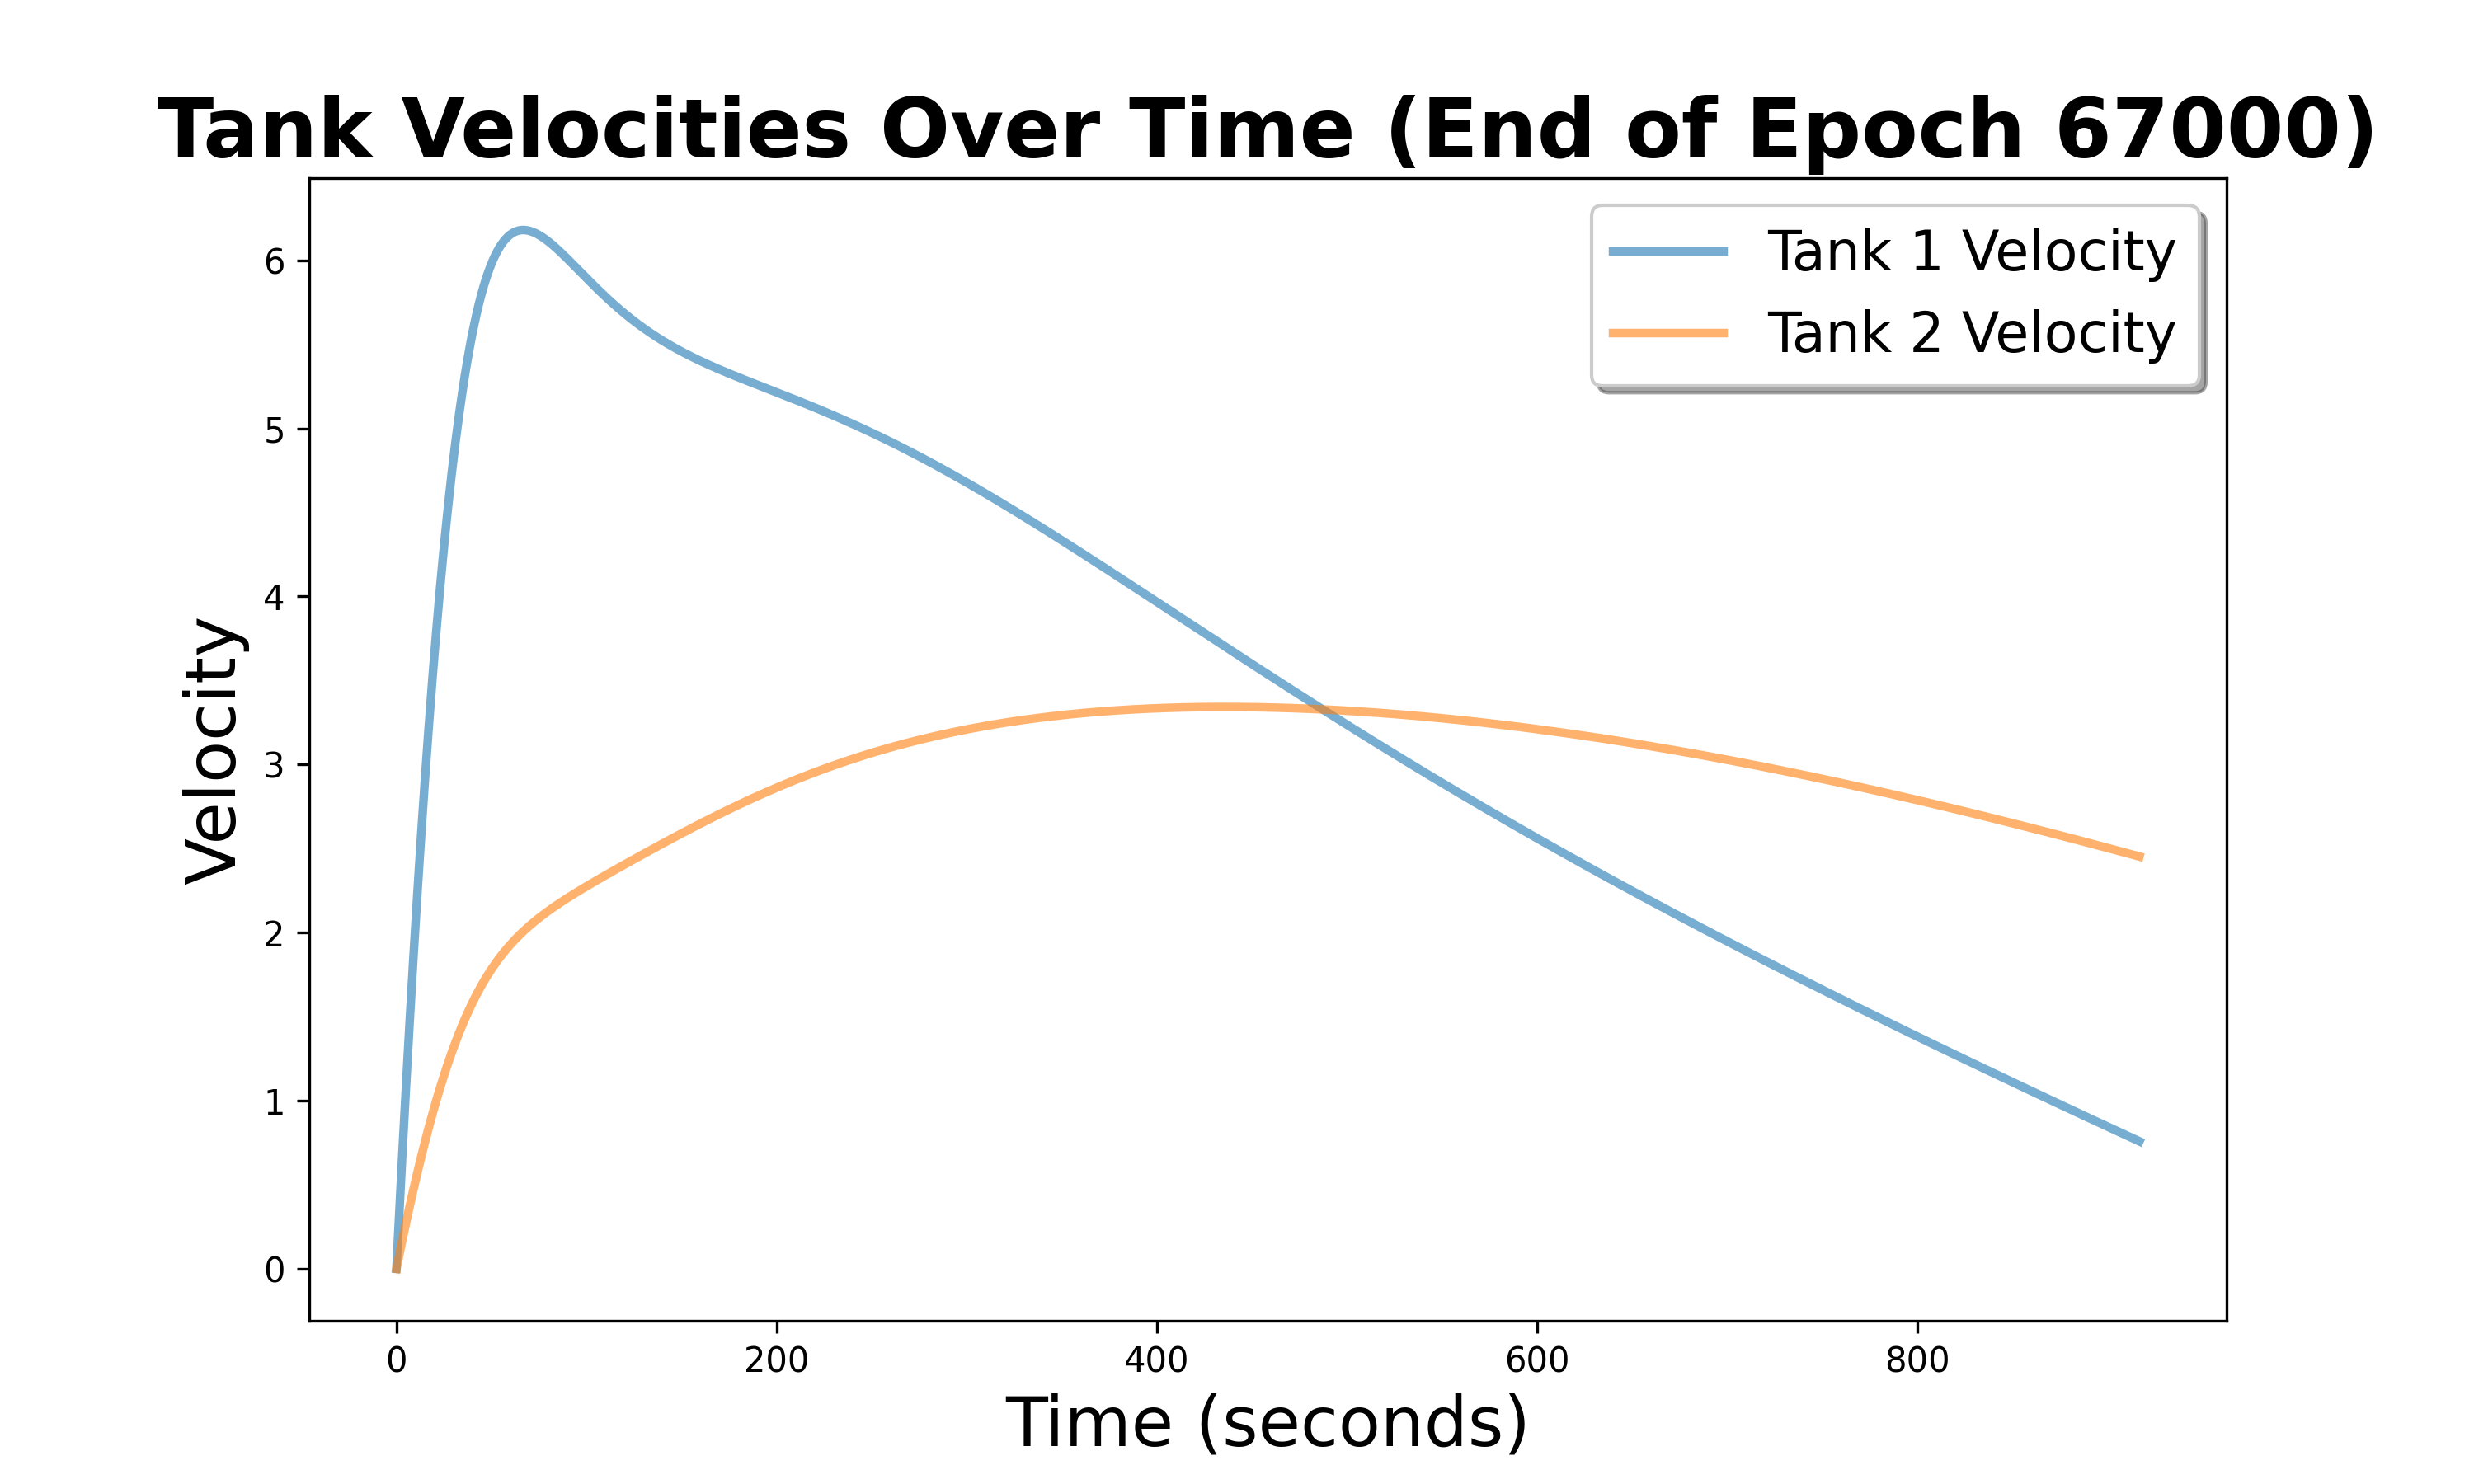 Tank Velocities Over Time (End of Epoch 67000)
Tank 1 Velocity
Tank 2 Velocity
Velocity
6
5
4
3
2
1
0
0 200 400 600 800
Time (seconds)